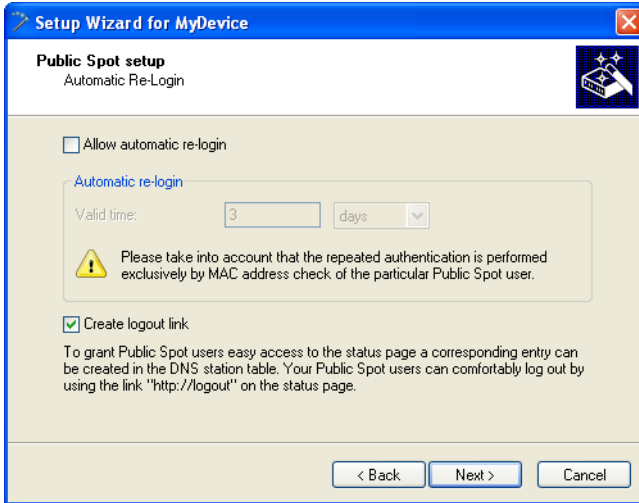 Setup Wizard for MyDevice
Public Spot setup
Automatic Re-Login
Allow automatic re-login
Automatic re-login
Valid time: 3 days
Please take into account that the repeated authentication is performed
exclusively by MAC address check of the particular Public Spot user.
Create logout link
To grant Public Spot users easy access to the status page a corresponding entry can
be created in the DNS station table. Your Public Spot users can comfortably log out by
using the link "http://logout" on the status page.
< Back Next > Cancel